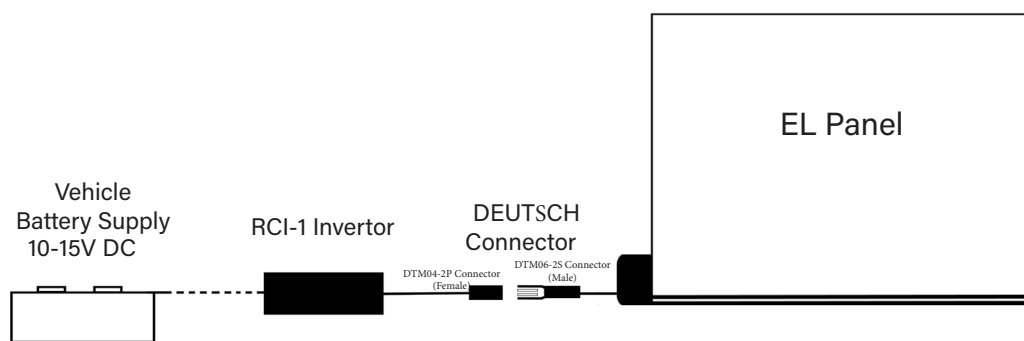 EL Panel
Vehicle
Battery Supply
10-15V DC
RCI-1 Invertor
DEUTSCH
Connector
DTM04-2P Connector
(Female)
DTM06-2S Connector
(Male)